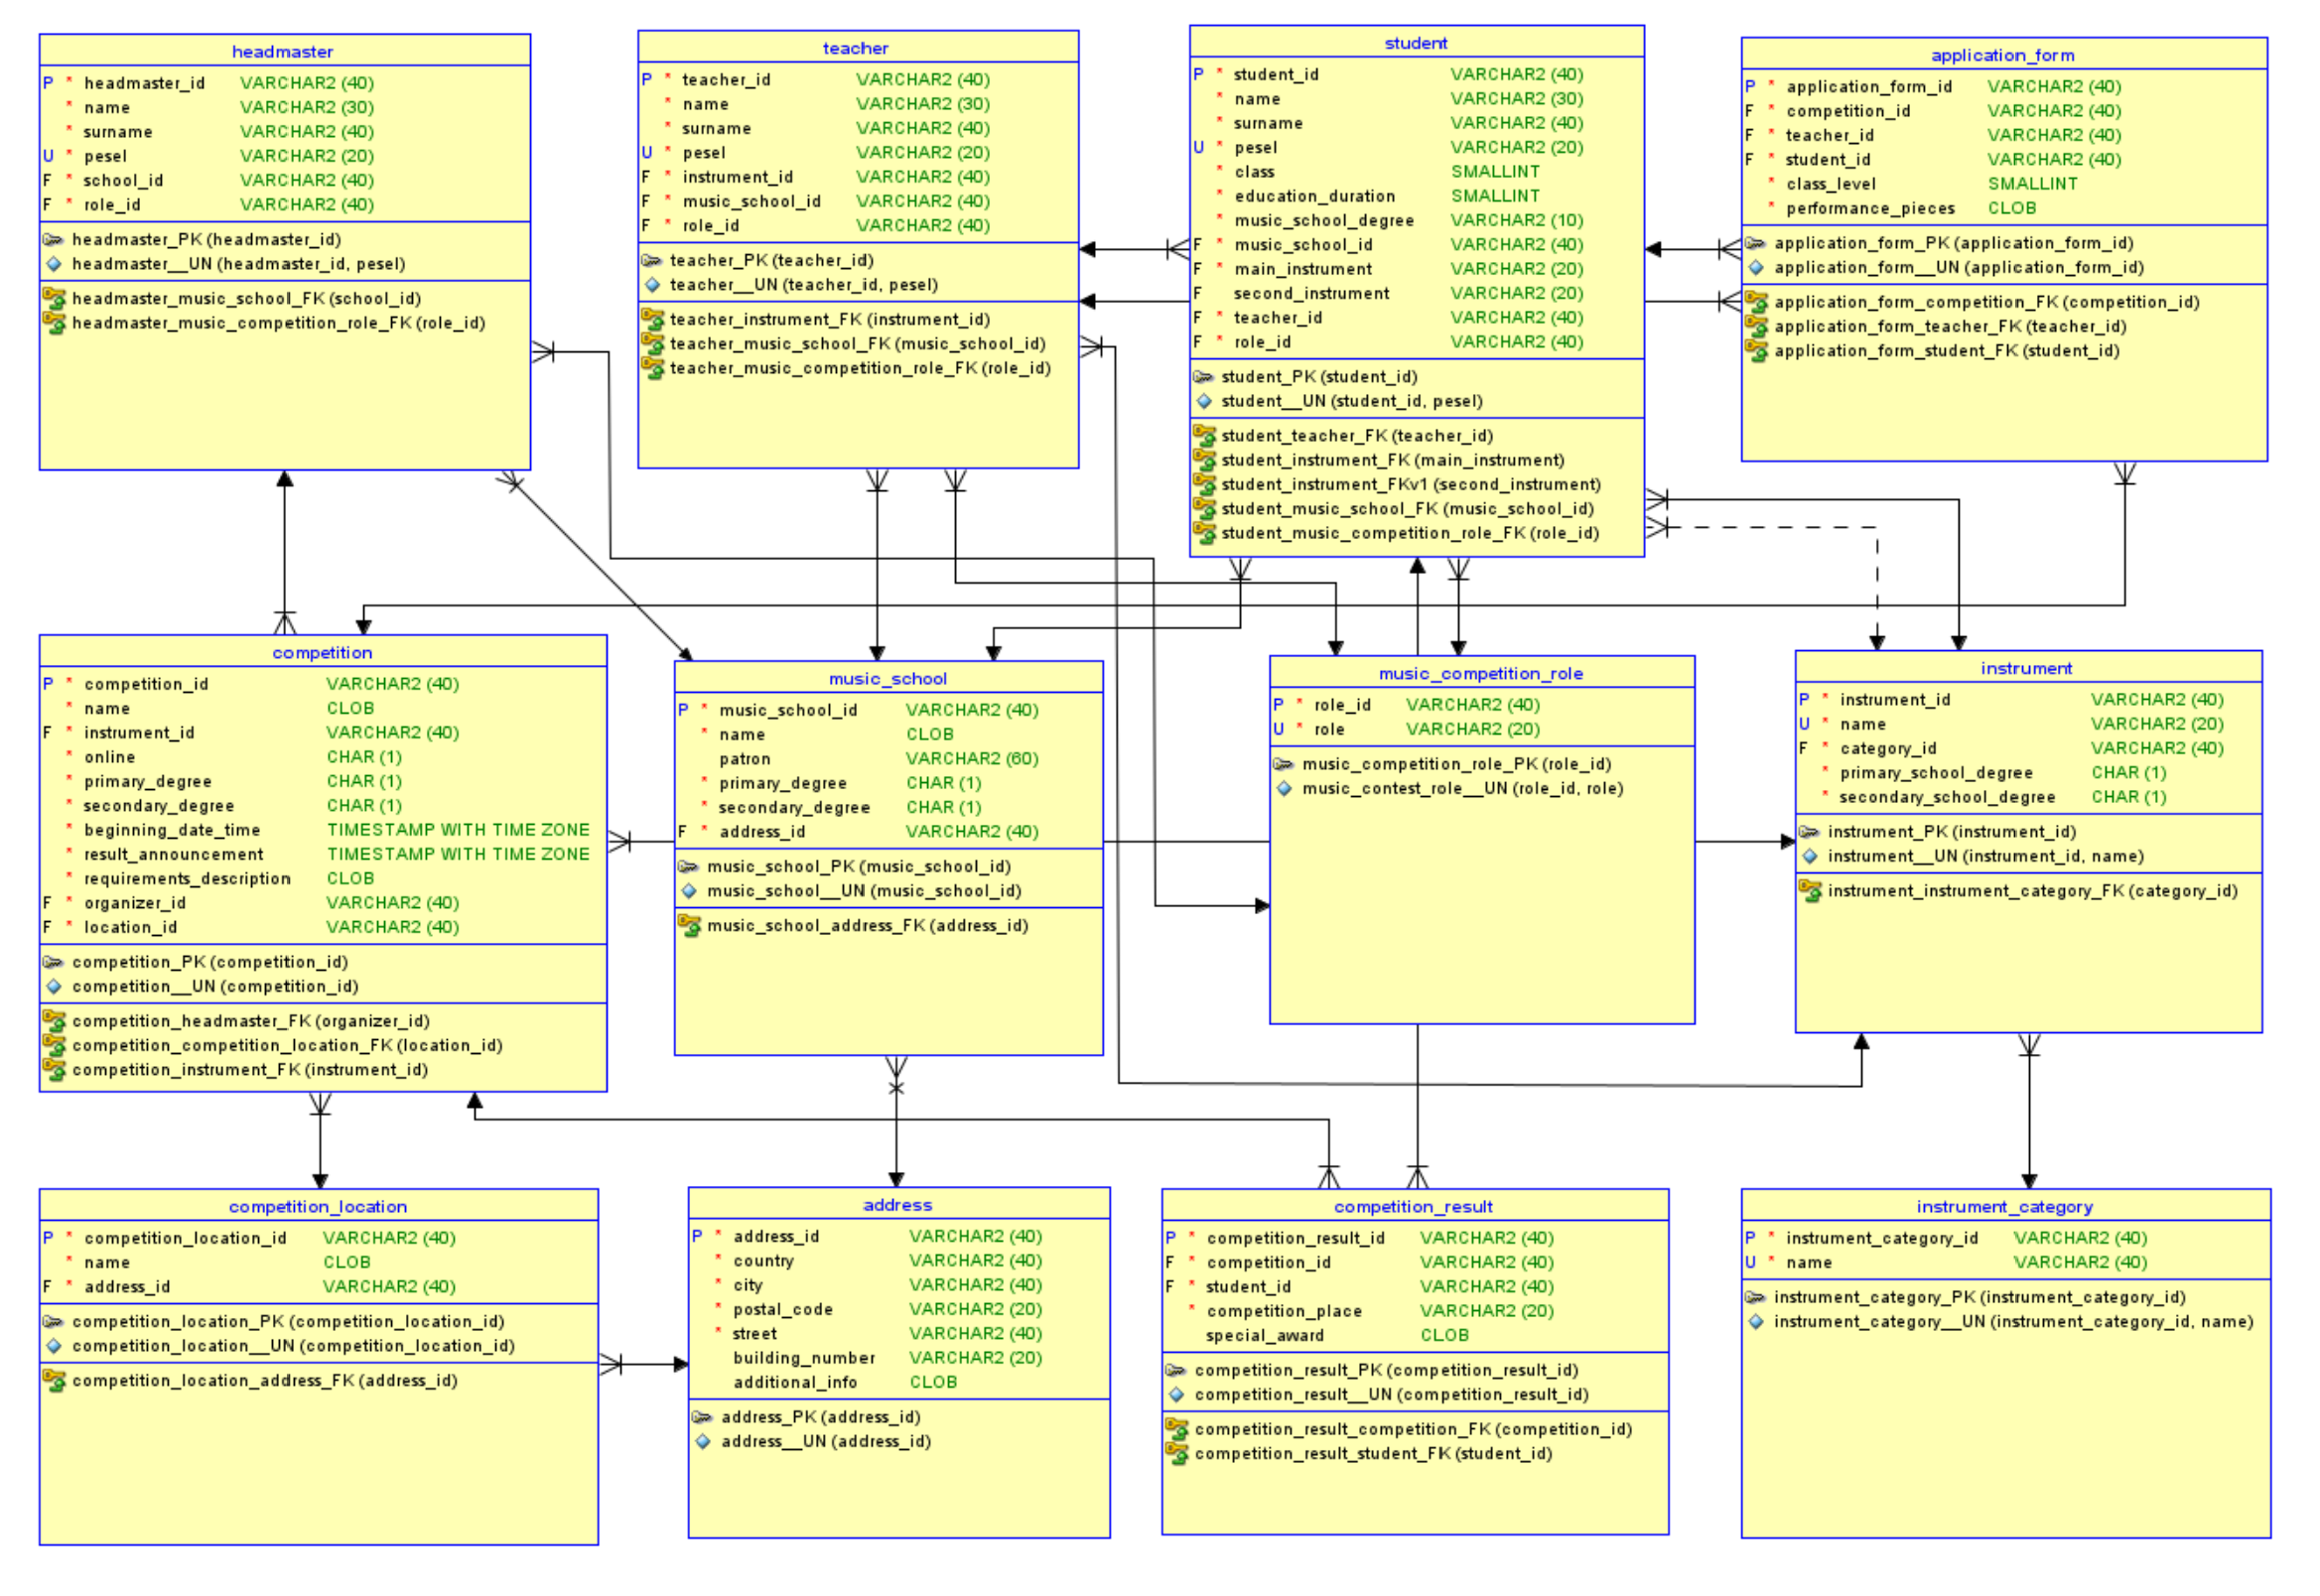 headmaster
P * headmaster_id VARCHAR2 (40)
* name VARCHAR2 (30)
* surname VARCHAR2 (40)
U * pesel VARCHAR2 (20)
F * school_id VARCHAR2 (40)
F * role_id VARCHAR2 (40)
headmaster_PK (headmaster_id)
headmaster__UN (headmaster_id, pesel)
headmaster_music_school_FK (school_id)
headmaster_music_competition_role_FK (role_id)
teacher
P * teacher_id VARCHAR2 (40)
* name VARCHAR2 (30)
* surname VARCHAR2 (40)
U * pesel VARCHAR2 (20)
F * instrument_id VARCHAR2 (40)
F * music_school_id VARCHAR2 (40)
F * role_id VARCHAR2 (40)
teacher_PK (teacher_id)
teacher__UN (teacher_id, pesel)
teacher_instrument_FK (instrument_id)
teacher_music_school_FK (music_school_id)
teacher_music_competition_role_FK (role_id)
student
P * student_id VARCHAR2 (40)
* name VARCHAR2 (30)
* surname VARCHAR2 (40)
U * pesel VARCHAR2 (20)
* class SMALLINT
* education_duration SMALLINT
* music_school_degree VARCHAR2 (10)
F * music_school_id VARCHAR2 (40)
F * main_instrument VARCHAR2 (20)
F second_instrument VARCHAR2 (20)
F * teacher_id VARCHAR2 (40)
F * role_id VARCHAR2 (40)
student_PK (student_id)
student__UN (student_id, pesel)
student_teacher_FK (teacher_id)
student_instrument_FK (main_instrument)
student_instrument_FKv1 (second_instrument)
student_music_school_FK (music_school_id)
student_music_competition_role_FK (role_id)
application_form
P * application_form_id VARCHAR2 (40)
F * competition_id VARCHAR2 (40)
F * teacher_id VARCHAR2 (40)
F * student_id VARCHAR2 (40)
* class_level SMALLINT
* performance_pieces CLOB
application_form_PK (application_form_id)
application_form__UN (application_form_id)
application_form_competition_FK (competition_id)
application_form_teacher_FK (teacher_id)
application_form_student_FK (student_id)
competition
P * competition_id VARCHAR2 (40)
* name CLOB
F * instrument_id VARCHAR2 (40)
* online CHAR (1)
* primary_degree CHAR (1)
* secondary_degree CHAR (1)
* beginning_date_time TIMESTAMP WITH TIME ZONE
* result_announcement TIMESTAMP WITH TIME ZONE
* requirements_description CLOB
F * organizer_id VARCHAR2 (40)
F * location_id VARCHAR2 (40)
competition_PK (competition_id)
competition__UN (competition_id)
competition_headmaster_FK (organizer_id)
competition_competition_location_FK (location_id)
competition_instrument_FK (instrument_id)
music_school
P * music_school_id VARCHAR2 (40)
* name CLOB
patron VARCHAR2 (60)
* primary_degree CHAR (1)
* secondary_degree CHAR (1)
F * address_id VARCHAR2 (40)
music_school_PK (music_school_id)
music_school__UN (music_school_id)
music_school_address_FK (address_id)
music_competition_role
P * role_id VARCHAR2 (40)
U * role VARCHAR2 (20)
music_competition_role_PK (role_id)
music_contest_role__UN (role_id, role)
instrument
P * instrument_id VARCHAR2 (40)
U * name VARCHAR2 (20)
F * category_id VARCHAR2 (40)
* primary_school_degree CHAR (1)
* secondary_school_degree CHAR (1)
instrument_PK (instrument_id)
instrument__UN (instrument_id, name)
instrument_instrument_category_FK (category_id)
competition_location
P * competition_location_id VARCHAR2 (40)
* name CLOB
F * address_id VARCHAR2 (40)
competition_location_PK (competition_location_id)
competition_location__UN (competition_location_id)
competition_location_address_FK (address_id)
address
P * address_id VARCHAR2 (40)
* country VARCHAR2 (40)
* city VARCHAR2 (40)
* postal_code VARCHAR2 (20)
* street VARCHAR2 (40)
building_number VARCHAR2 (20)
additional_info CLOB
address_PK (address_id)
address__UN (address_id)
competition_result
P * competition_result_id VARCHAR2 (40)
F * competition_id VARCHAR2 (40)
F * student_id VARCHAR2 (40)
* competition_place VARCHAR2 (20)
special_award CLOB
competition_result_PK (competition_result_id)
competition_result__UN (competition_result_id)
competition_result_competition_FK (competition_id)
competition_result_student_FK (student_id)
instrument_category
P * instrument_category_id VARCHAR2 (40)
U * name VARCHAR2 (40)
instrument_category_PK (instrument_category_id)
instrument_category__UN (instrument_category_id, name)